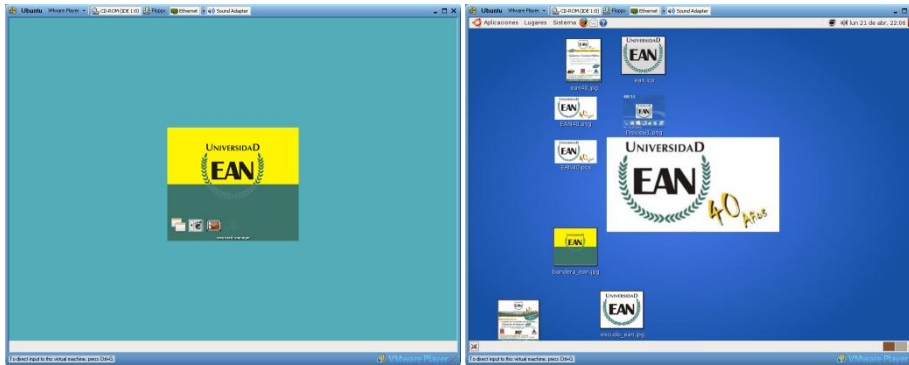 Ubuntu VMware Player CD-ROM (IDE 1:0) Floppy Ethernet Sound Adapter
UNIVERSIDAD
EAN
To direct input to this virtual machine, press Ctrl+G.
VMware Player
Ubuntu VMware Player CD-ROM (IDE 1:0) Floppy Ethernet Sound Adapter
Aplicaciones Lugares Sistema lun 21 de abr, 22:06
UNIVERSIDAD
EAN
ean40.jpg
ean.ico
EAN
EAN40.png
EAN
Preview1.png
EAN
EAN40.pcx
UNIVERSIDAD
EAN
40 Años
EAN
bandera_ean.jpg
EAN
UNIVERSIDAD
EAN
escudo_ean.jpg
To direct input to this virtual machine, press Ctrl+G.
VMware Player